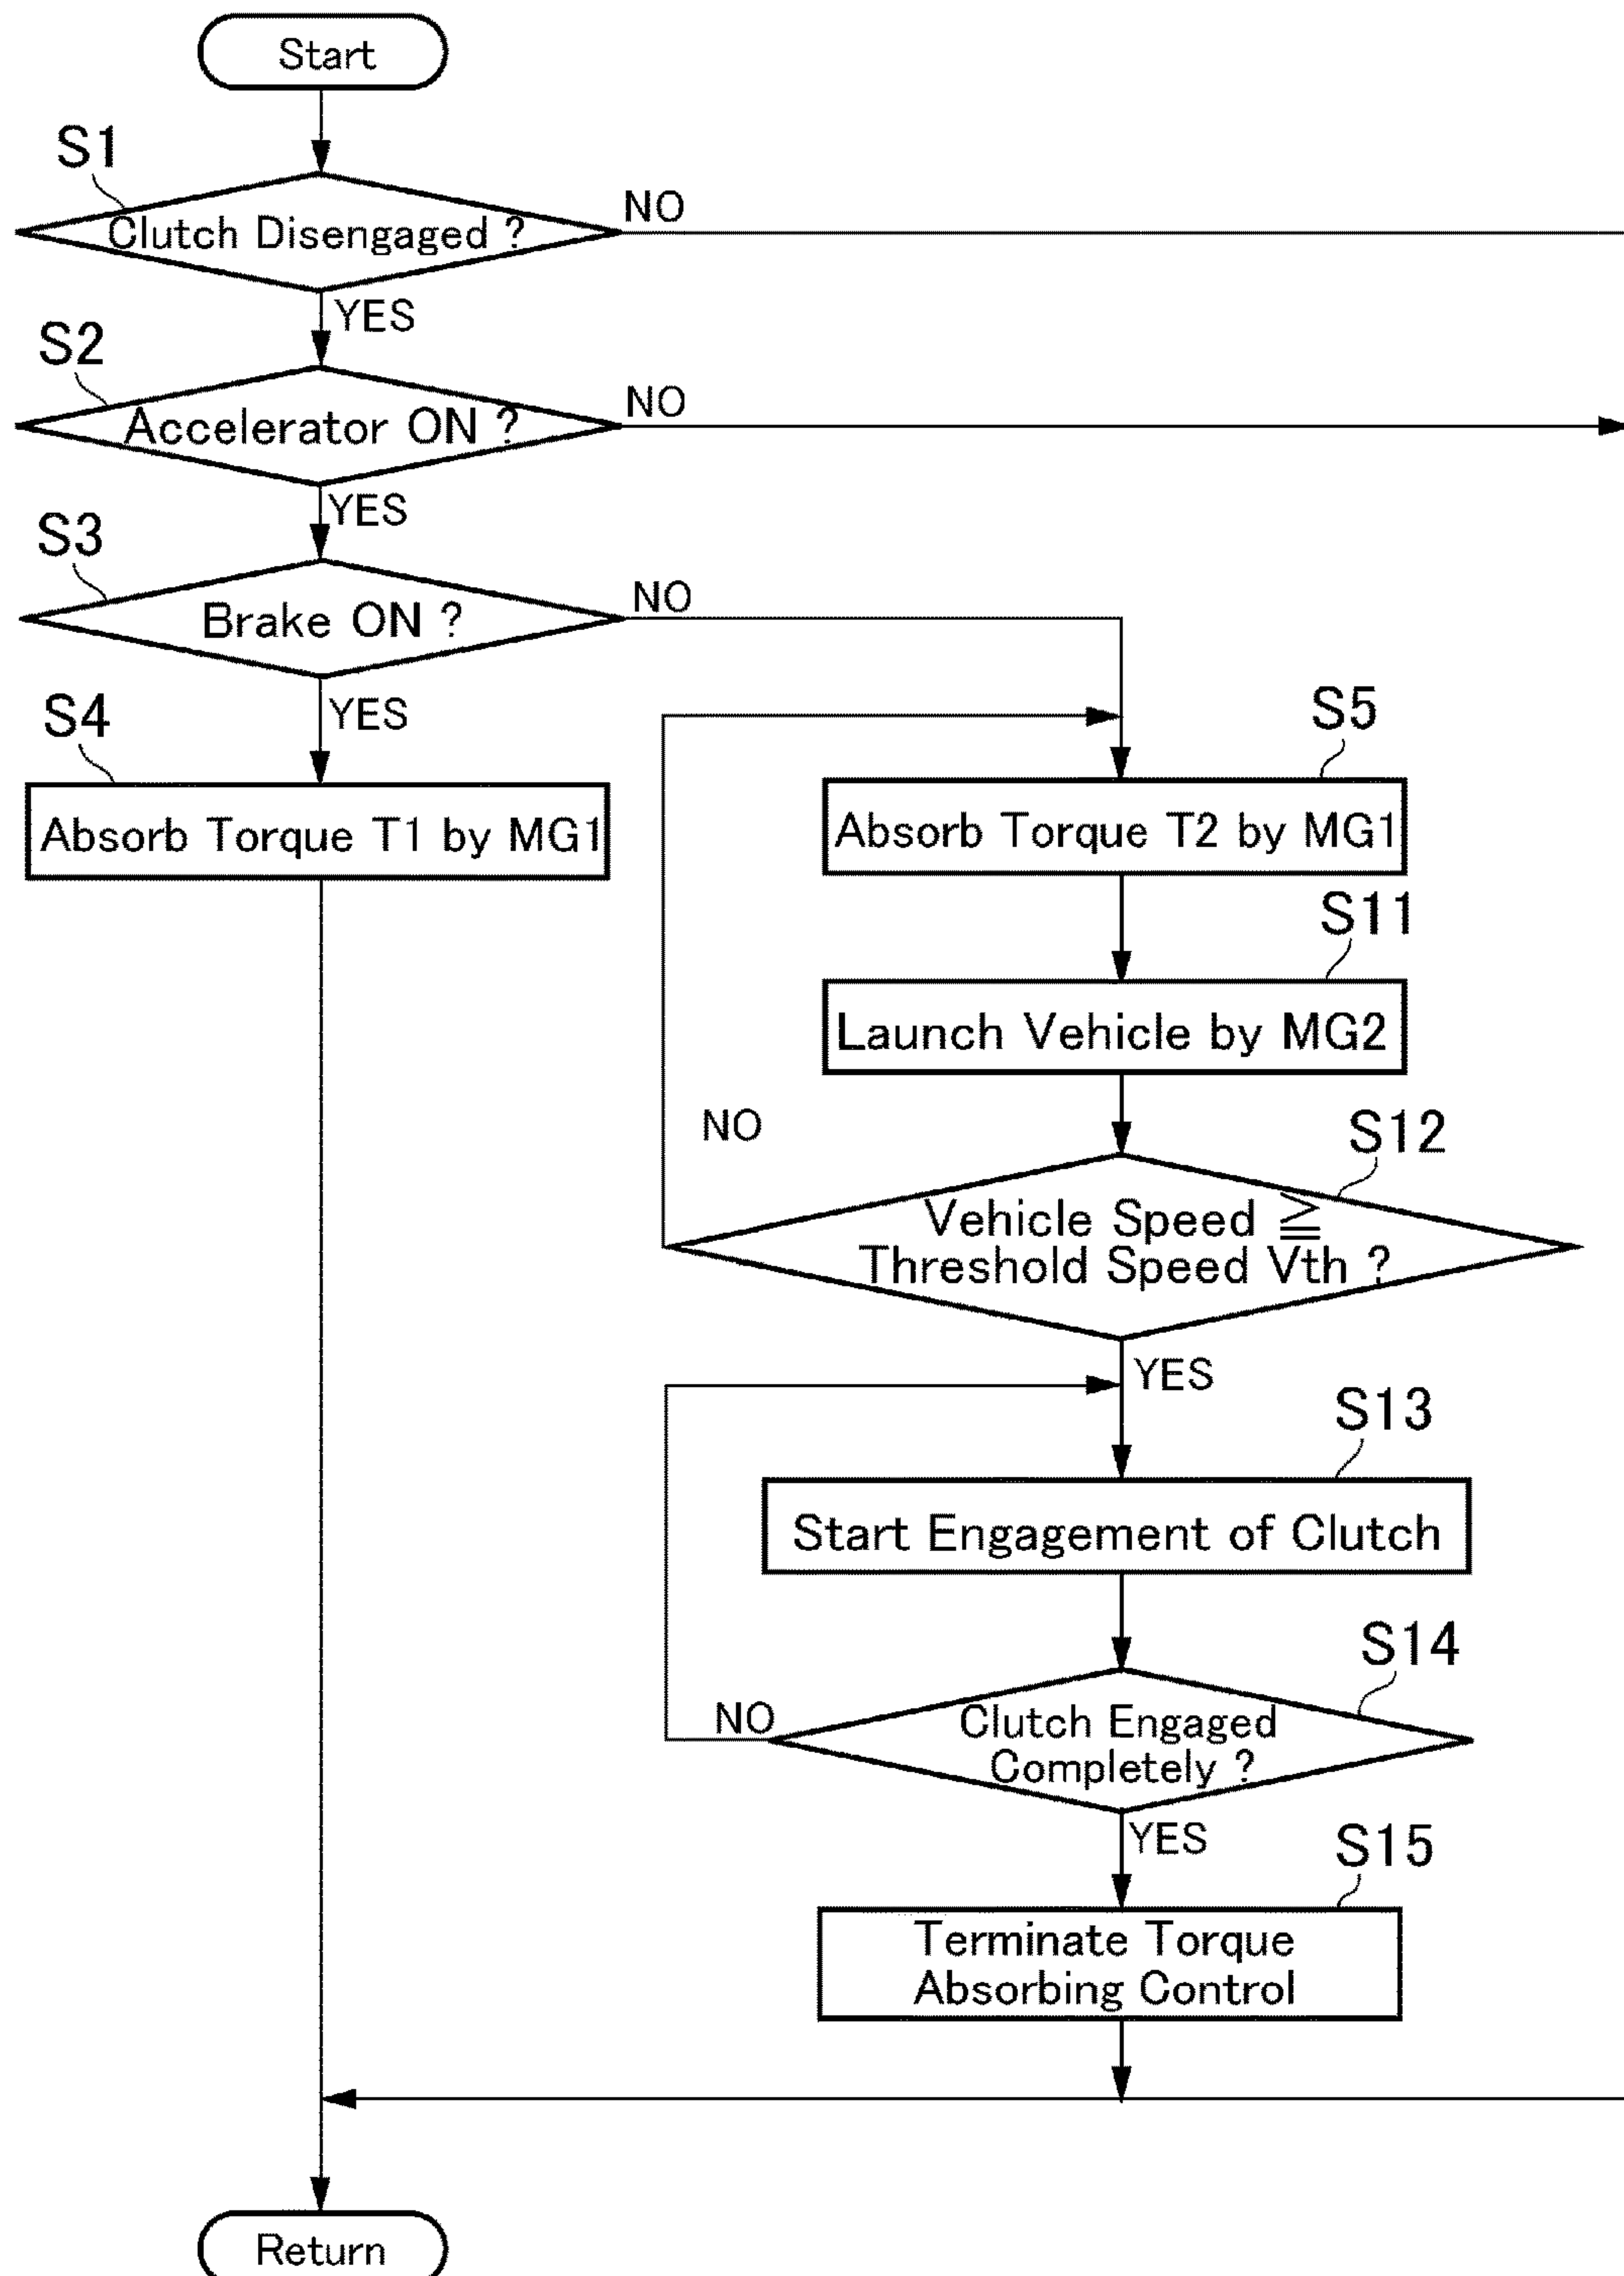 Start
S1
Clutch Disengaged ?
NO
YES
S2
Accelerator ON ?
NO
YES
S3
Brake ON ?
NO
YES
S4
Absorb Torque T1 by MG1
S5
Absorb Torque T2 by MG1
S11
Launch Vehicle by MG2
NO
S12
Vehicle Speed ≧
Threshold Speed Vth ?
YES
S13
Start Engagement of Clutch
S14
NO
Clutch Engaged
Completely ?
YES
S15
Terminate Torque
Absorbing Control
Return